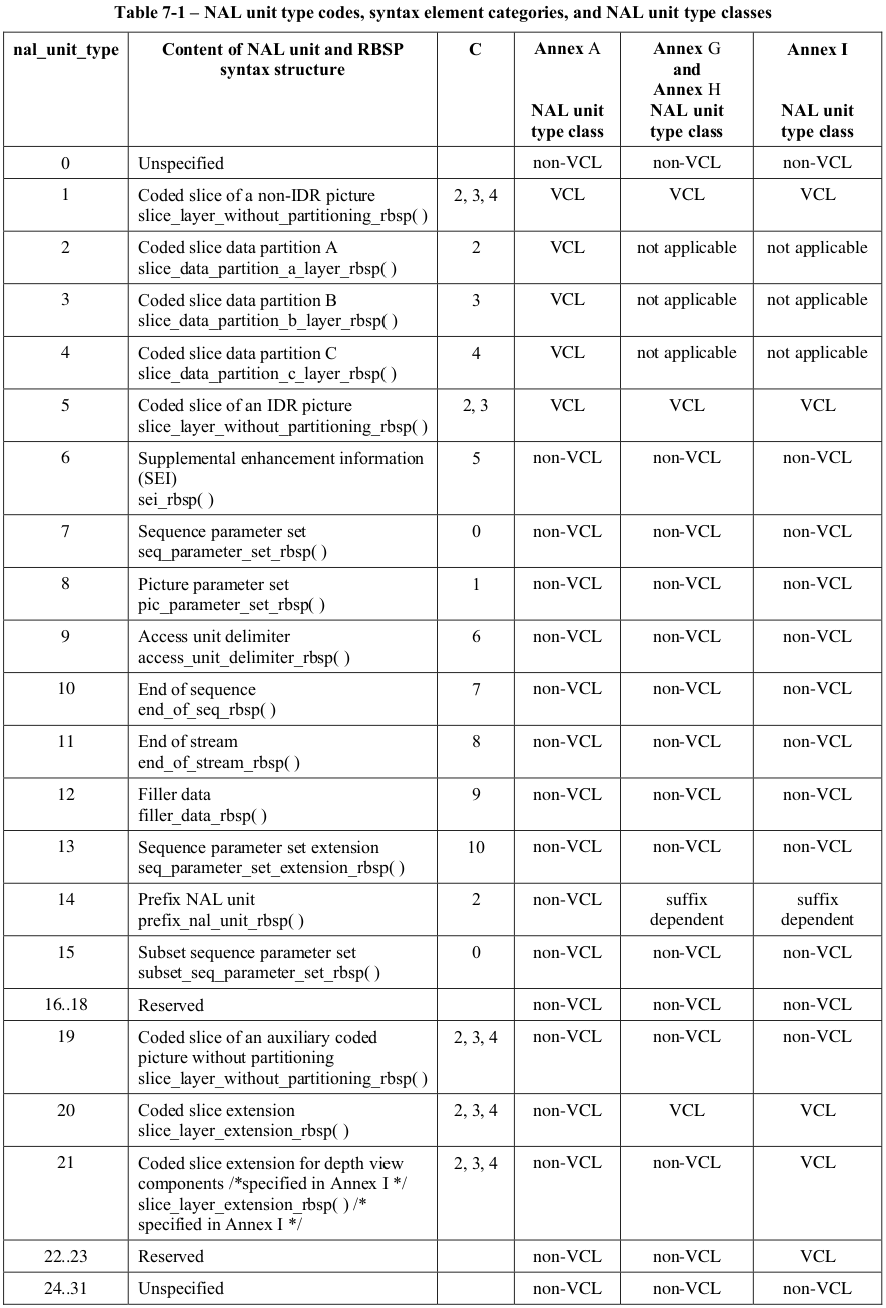 Table 7-1 – NAL unit type codes, syntax element categories, and NAL unit type classes
nal_unit_type | Content of NAL unit and RBSP syntax structure | C | Annex A NAL unit type class | Annex G and Annex H NAL unit type class | Annex I NAL unit type class
0 | Unspecified | | non-VCL | non-VCL | non-VCL
1 | Coded slice of a non-IDR picture slice_layer_without_partitioning_rbsp( ) | 2, 3, 4 | VCL | VCL | VCL
2 | Coded slice data partition A slice_data_partition_a_layer_rbsp( ) | 2 | VCL | not applicable | not applicable
3 | Coded slice data partition B slice_data_partition_b_layer_rbsp( ) | 3 | VCL | not applicable | not applicable
4 | Coded slice data partition C slice_data_partition_c_layer_rbsp( ) | 4 | VCL | not applicable | not applicable
5 | Coded slice of an IDR picture slice_layer_without_partitioning_rbsp( ) | 2, 3 | VCL | VCL | VCL
6 | Supplemental enhancement information (SEI) sei_rbsp( ) | 5 | non-VCL | non-VCL | non-VCL
7 | Sequence parameter set seq_parameter_set_rbsp( ) | 0 | non-VCL | non-VCL | non-VCL
8 | Picture parameter set pic_parameter_set_rbsp( ) | 1 | non-VCL | non-VCL | non-VCL
9 | Access unit delimiter access_unit_delimiter_rbsp( ) | 6 | non-VCL | non-VCL | non-VCL
10 | End of sequence end_of_seq_rbsp( ) | 7 | non-VCL | non-VCL | non-VCL
11 | End of stream end_of_stream_rbsp( ) | 8 | non-VCL | non-VCL | non-VCL
12 | Filler data filler_data_rbsp( ) | 9 | non-VCL | non-VCL | non-VCL
13 | Sequence parameter set extension seq_parameter_set_extension_rbsp( ) | 10 | non-VCL | non-VCL | non-VCL
14 | Prefix NAL unit prefix_nal_unit_rbsp( ) | 2 | non-VCL | suffix dependent | suffix dependent
15 | Subset sequence parameter set subset_seq_parameter_set_rbsp( ) | 0 | non-VCL | non-VCL | non-VCL
16..18 | Reserved | | non-VCL | non-VCL | non-VCL
19 | Coded slice of an auxiliary coded picture without partitioning slice_layer_without_partitioning_rbsp( ) | 2, 3, 4 | non-VCL | non-VCL | non-VCL
20 | Coded slice extension slice_layer_extension_rbsp( ) | 2, 3, 4 | non-VCL | VCL | VCL
21 | Coded slice extension for depth view components /*specified in Annex I */ slice_layer_extension_rbsp( ) /* specified in Annex I */ | 2, 3, 4 | non-VCL | non-VCL | VCL
22..23 | Reserved | | non-VCL | non-VCL | VCL
24..31 | Unspecified | | non-VCL | non-VCL | non-VCL